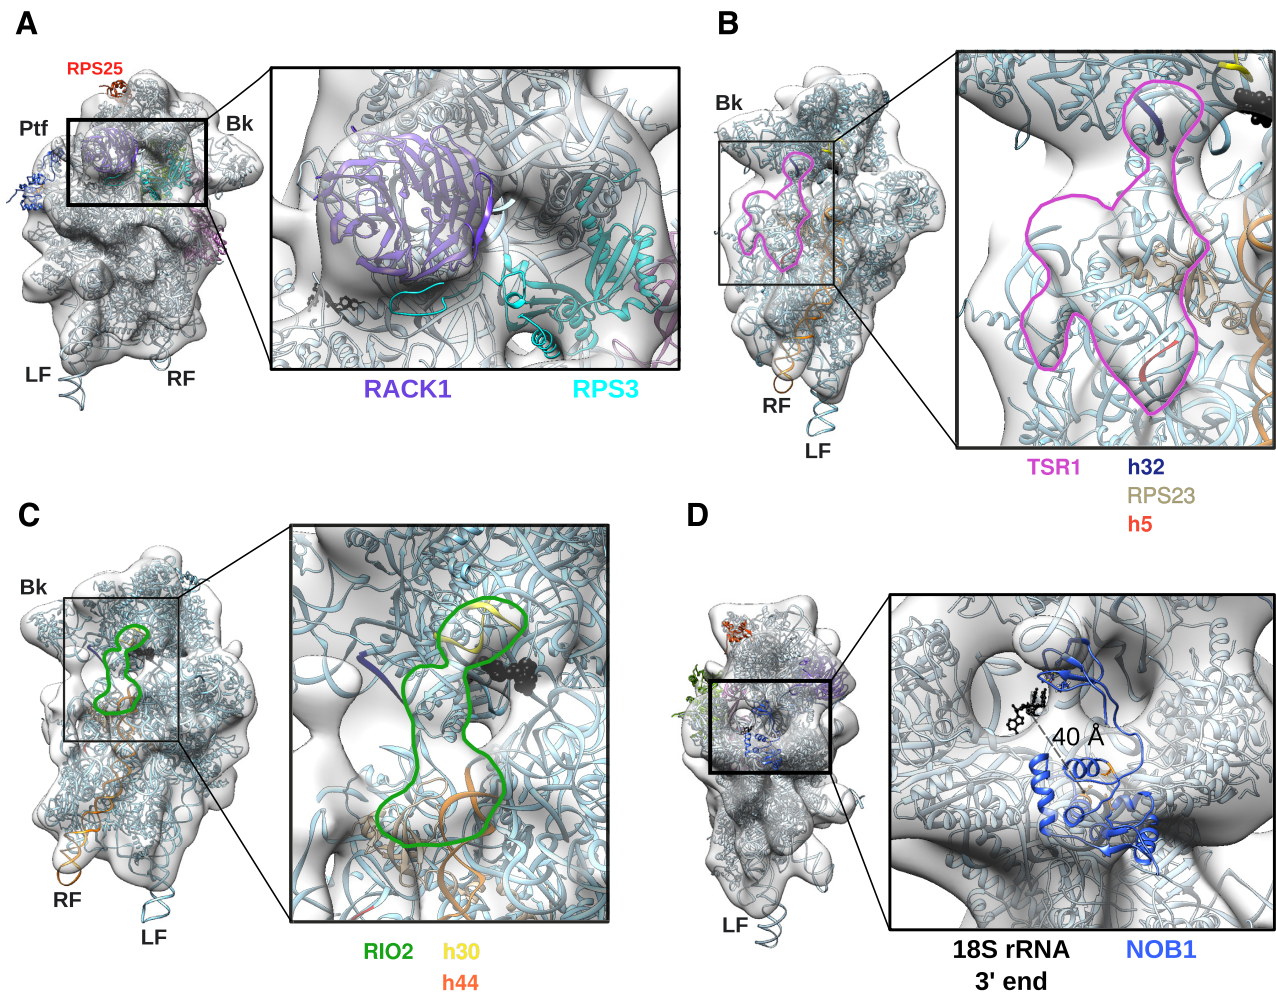 A
RPS25
Ptf
Bk
LF
RF
RACK1
RPS3
B
Bk
RF
LF
TSR1
h32
RPS23
h5
C
Bk
RF
LF
RIO2
h30
h44
D
LF
40 Å
18S rRNA
3' end
NOB1